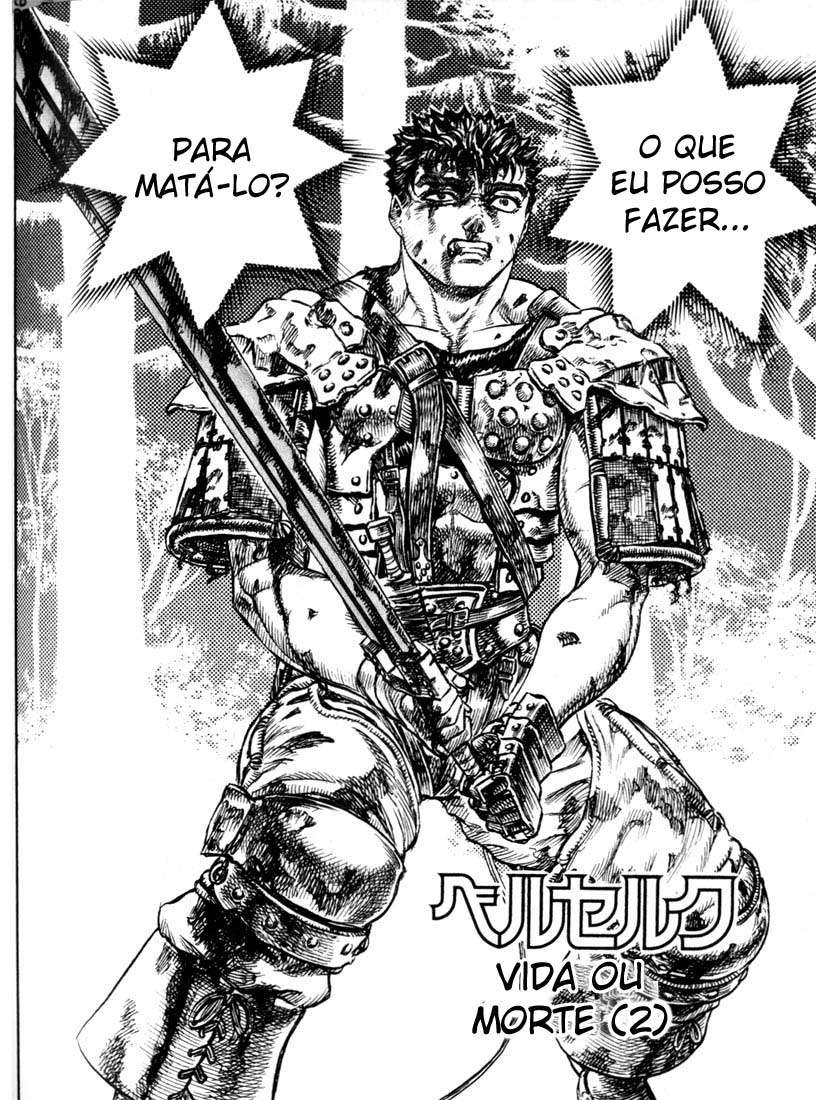 O QUE
EU POSSO
FAZER...
PARA
MATÁ-LO?
ベルセルク
VIDA OU
MORTE (2)